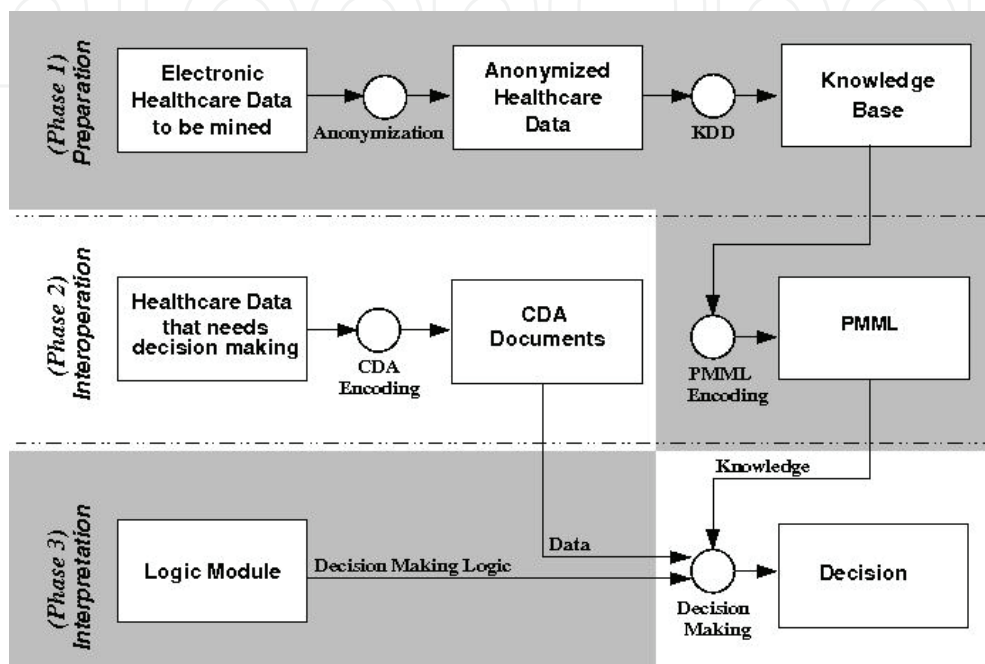 (Phase 1)
Preparation
Electronic
Healthcare Data
to be mined
Anonymization
Anonymized
Healthcare
Data
KDD
Knowledge
Base
(Phase 2)
Interoperation
Healthcare Data
that needs
decision making
CDA
Encoding
CDA
Documents
PMML
Encoding
PMML
(Phase 3)
Interpretation
Logic Module
Decision Making Logic
Data
Knowledge
Decision
Making
Decision